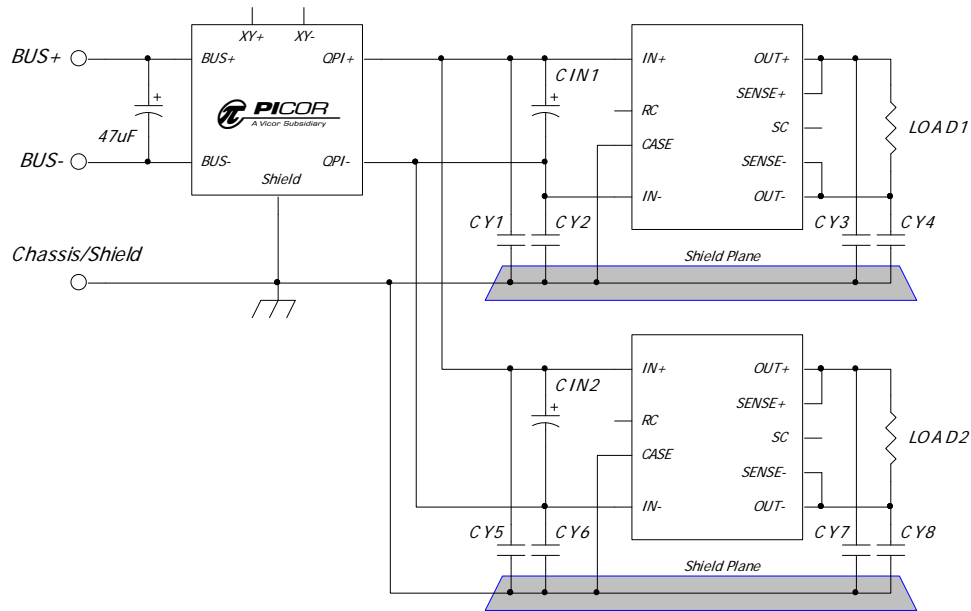 XY+ XY-
BUS+ BUS+ QPI+
47uF
π PICOR
A Vicor Subsidiary
BUS- BUS- QPI-
Shield
CIN1
IN+ OUT+
SENSE+
RC
SC
CASE
SENSE-
IN- OUT-
LOAD1
CY1 CY2 CY3 CY4
Chassis/Shield
Shield Plane
CIN2
IN+ OUT+
SENSE+
RC
SC
CASE
SENSE-
IN- OUT-
LOAD2
CY5 CY6 CY7 CY8
Shield Plane